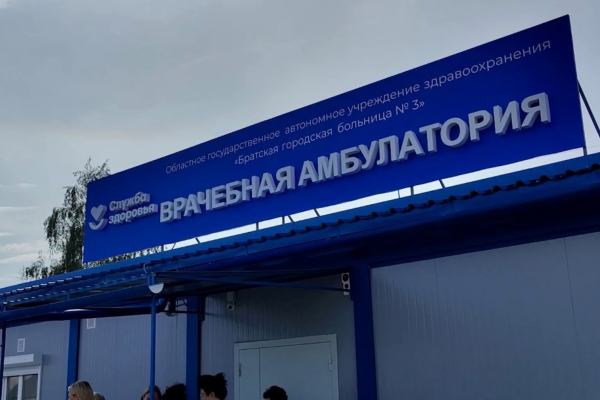 Областное государственное автономное учреждение здравоохранения
«Братская городская больница № 3»
Служба
здоровья
ВРАЧЕБНАЯ АМБУЛАТОРИЯ